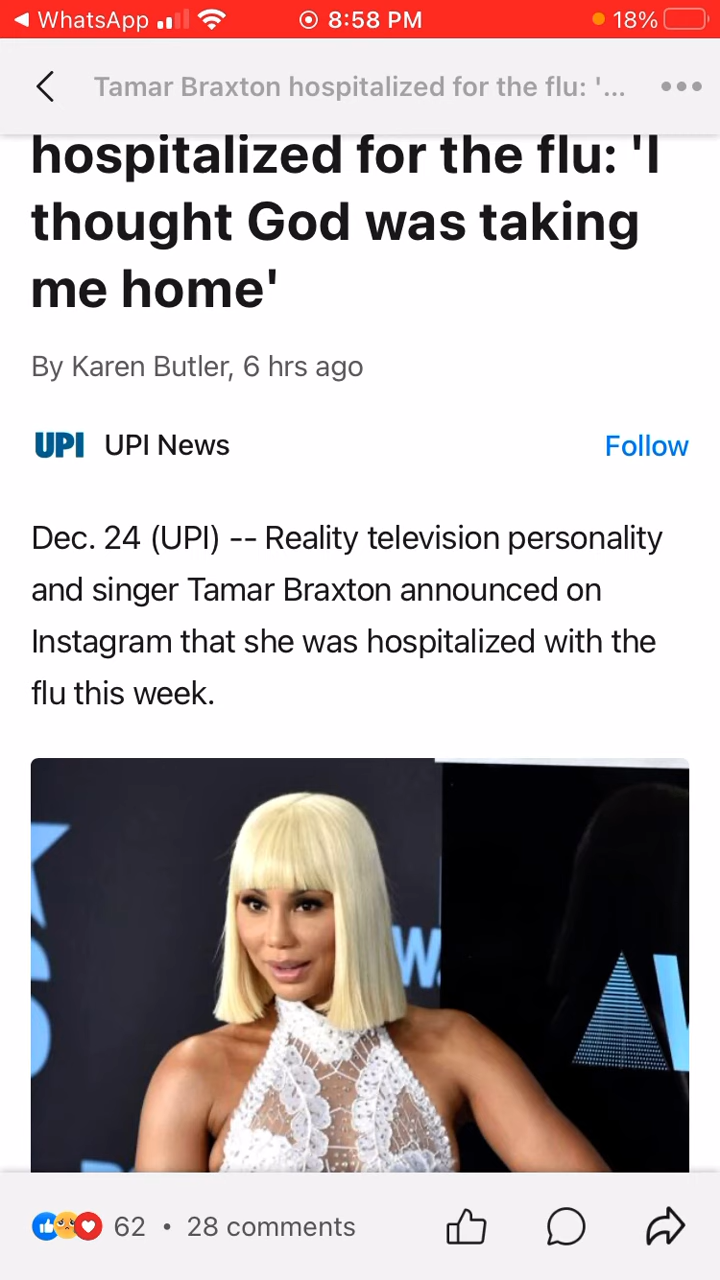 ◀ WhatsApp 8:58 PM 18%
Tamar Braxton hospitalized for the flu: '...
hospitalized for the flu: 'I
thought God was taking
me home'
By Karen Butler, 6 hrs ago
UPI UPI News Follow
Dec. 24 (UPI) -- Reality television personality
and singer Tamar Braxton announced on
Instagram that she was hospitalized with the
flu this week.
W.
62 • 28 comments